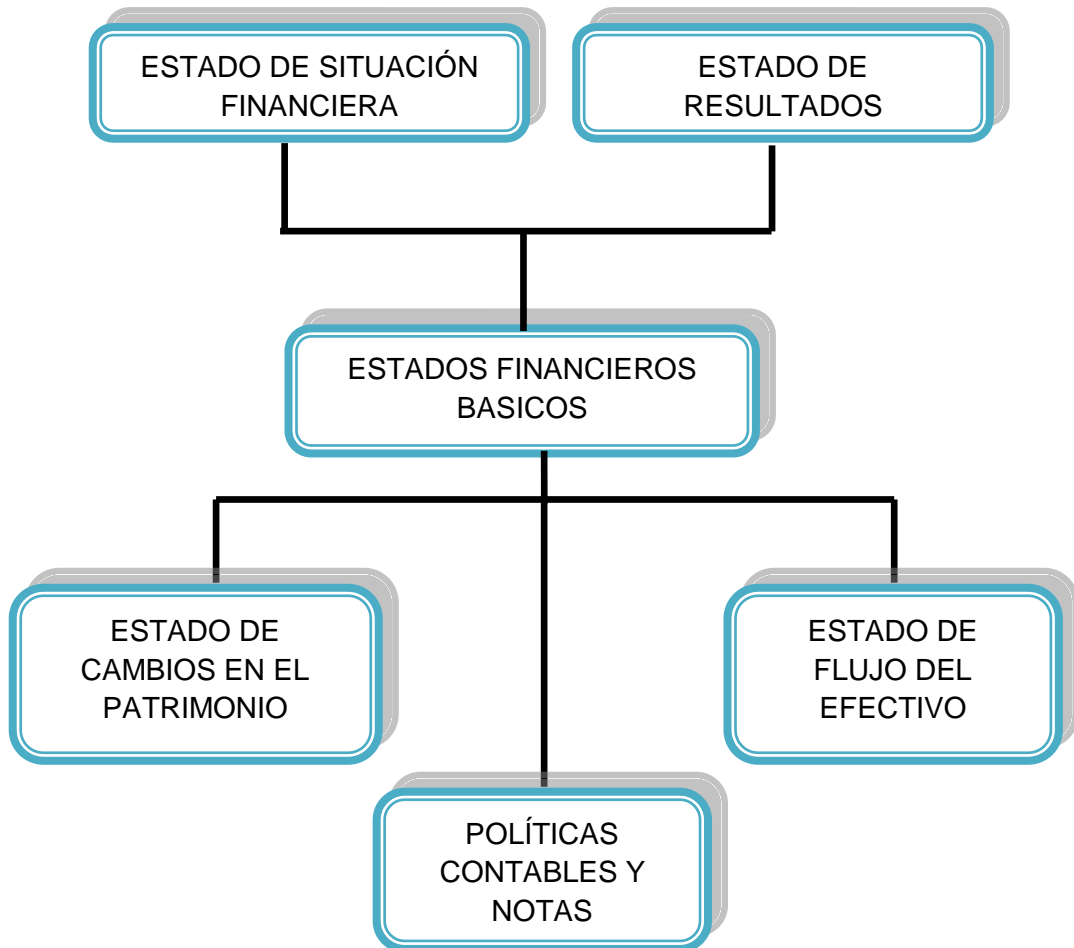 ESTADO DE SITUACIÓN
FINANCIERA
ESTADO DE
RESULTADOS
ESTADOS FINANCIEROS
BASICOS
ESTADO DE
CAMBIOS EN EL
PATRIMONIO
ESTADO DE
FLUJO DEL
EFECTIVO
POLÍTICAS
CONTABLES Y
NOTAS